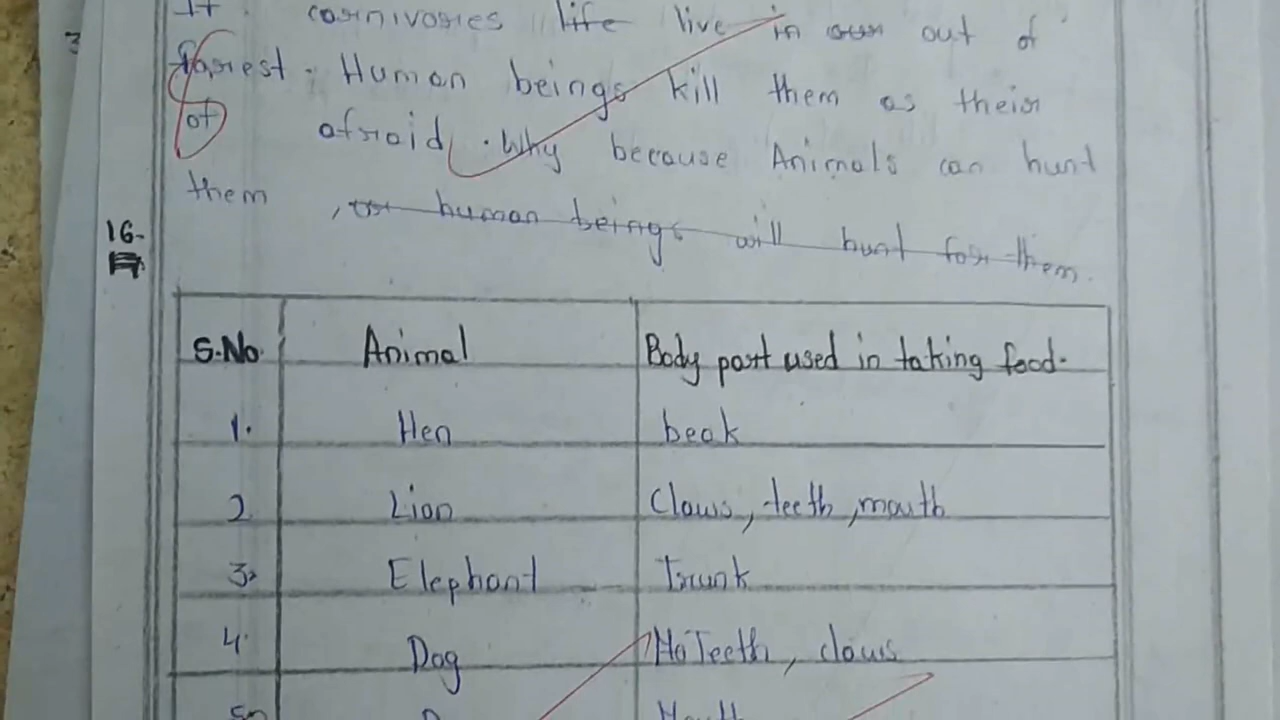 It. carnivories life live in our out of
forest. Human beings kill them as their
of afraid. Why because Animals can hunt
them, human beings will hunt for them.
16-
S.No. Animal Body part used in taking food.
1. Hen beak
2 Lion Claws, teeth, mouth
3. Elephant Trunk
4. Dog Teeth, claws